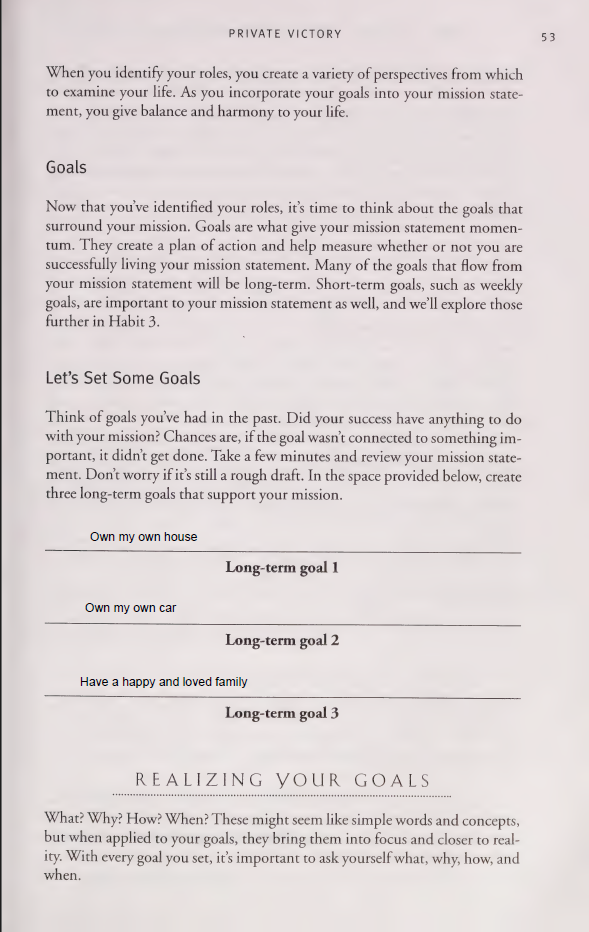 PRIVATE VICTORY 53
When you identify your roles, you create a variety of perspectives from which
to examine your life. As you incorporate your goals into your mission state-
ment, you give balance and harmony to your life.
Goals
Now that you've identified your roles, it's time to think about the goals that
surround your mission. Goals are what give your mission statement momen-
tum. They create a plan of action and help measure whether or not you are
successfully living your mission statement. Many of the goals that flow from
your mission statement will be long-term. Short-term goals, such as weekly
goals, are important to your mission statement as well, and we'll explore those
further in Habit 3.
Let's Set Some Goals
Think of goals you've had in the past. Did your success have anything to do
with your mission? Chances are, if the goal wasn't connected to something im-
portant, it didn't get done. Take a few minutes and review your mission state-
ment. Don't worry if it's still a rough draft. In the space provided below, create
three long-term goals that support your mission.
Own my own house
Long-term goal 1
Own my own car
Long-term goal 2
Have a happy and loved family
Long-term goal 3
REALIZING YOUR GOALS
What? Why? How? When? These might seem like simple words and concepts,
but when applied to your goals, they bring them into focus and closer to real-
ity. With every goal you set, it's important to ask yourself what, why, how, and
when.